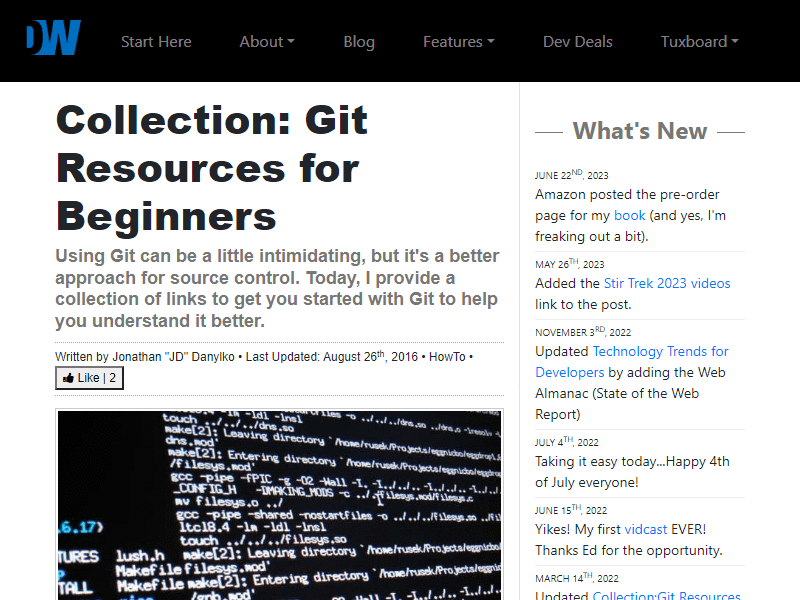 DW
Start Here
About
Blog
Features
Dev Deals
Tuxboard
Collection: Git
Resources for
Beginners
Using Git can be a little intimidating, but it's a better
approach for source control. Today, I provide a
collection of links to get you started with Git to help
you understand it better.
Written by Jonathan "JD" Danylko • Last Updated: August 26th, 2016 • HowTo •
Like | 2
touch ../../../dns.so
make[2]: Leaving directory `/home/rusek/Projects/eggnido/eggdrop1.
dns.mod'
make[2]: Entering directory `/home/rusek/Projects/eggnido/eggdrop
/filesys.mod'
gcc -pipe -fPIC -g -O2 -Wall -I. -I../../..
_CONFIG_H -DMAKING_MODS -c ../filesys.mod/filesys.c
mv filesys.o ../
gcc -pipe -shared -nostartfiles -o ../../../filesys.so
.6.17) ltcl8.4 -lm -ldl -lnsl
touch ../../../filesys.so
TURES lush.h make[2]: Leaving directory `/home/rusek/Projects/eggnido/
Makefile filesys.mod'
TALL Makefile make[2]: Entering directory `/home/rusek/Projects/
What's New
JUNE 22ND, 2023
Amazon posted the pre-order
page for my book (and yes, I'm
freaking out a bit).
MAY 26TH, 2023
Added the Stir Trek 2023 videos
link to the post.
NOVEMBER 3RD, 2022
Updated Technology Trends for
Developers by adding the Web
Almanac (State of the Web
Report)
JULY 4TH, 2022
Taking it easy today...Happy 4th
of July everyone!
JUNE 15TH, 2022
Yikes! My first vidcast EVER!
Thanks Ed for the opportunity.
MARCH 14TH, 2022
Updated Collection:Git Resources